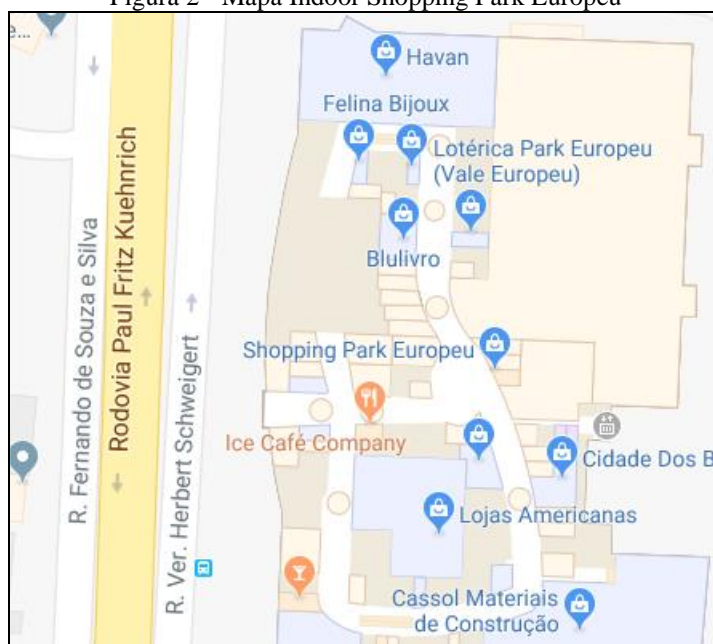 Figura 2 - Mapa Indoor Shopping Park Europeu
e...
Havan
Felina Bijoux
Lotérica Park Europeu
(Vale Europeu)
Blulivro
R. Fernando de Souza e Silva
Rodovia Paul Fritz Kuehnrich
R. Ver. Herbert Schweigert
Shopping Park Europeu
Ice Café Company
Cidade Dos B
Lojas Americanas
Cassol Materiais
de Construção